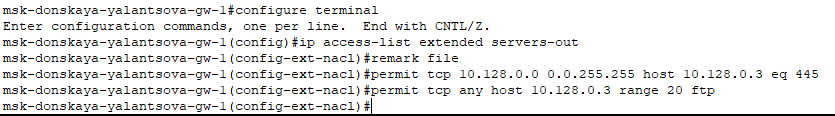 msk-donskaya-yalantsova-gw-1#configure terminal
Enter configuration commands, one per line.  End with CNTL/Z.
msk-donskaya-yalantsova-gw-1(config)#ip access-list extended servers-out
msk-donskaya-yalantsova-gw-1(config-ext-nacl)#remark file
msk-donskaya-yalantsova-gw-1(config-ext-nacl)#permit tcp 10.128.0.0 0.0.255.255 host 10.128.0.3 eq 445
msk-donskaya-yalantsova-gw-1(config-ext-nacl)#permit tcp any host 10.128.0.3 range 20 ftp
msk-donskaya-yalantsova-gw-1(config-ext-nacl)#